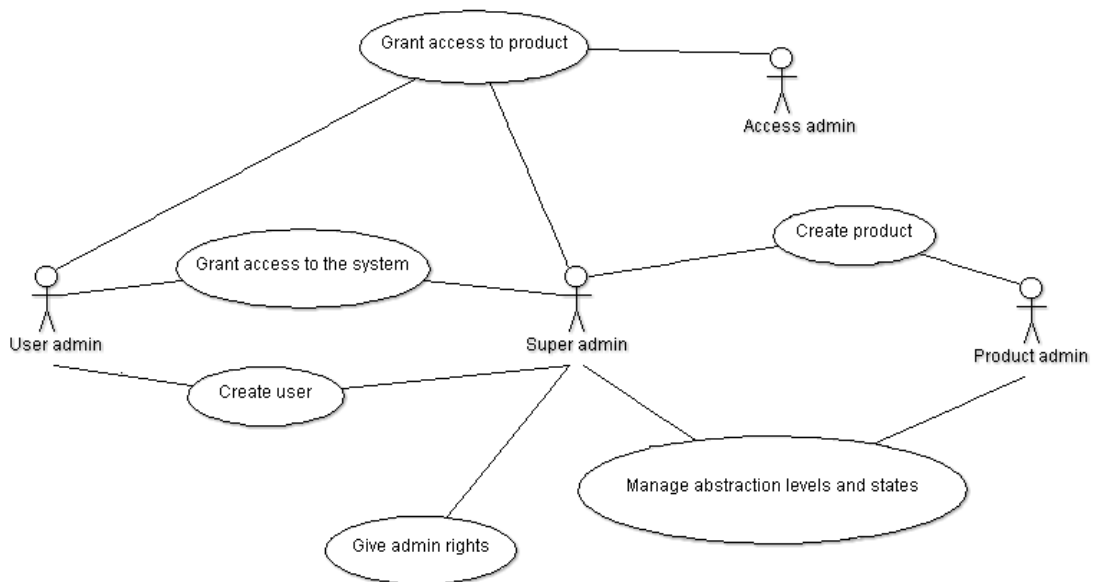 Grant access to product
Access admin
Create product
Grant access to the system
User admin
Super admin
Product admin
Create user
Manage abstraction levels and states
Give admin rights